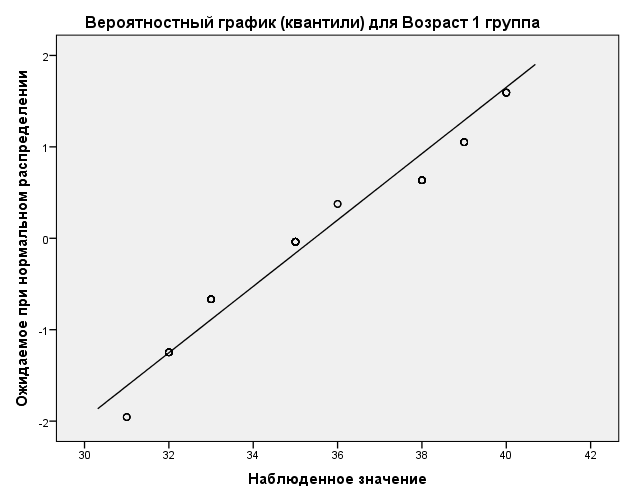 Вероятностный график (квантили) для Возраст 1 группа
Ожидаемое при нормальном распределении
2
1
0
-1
-2
30 32 34 36 38 40 42
Наблюденное значение